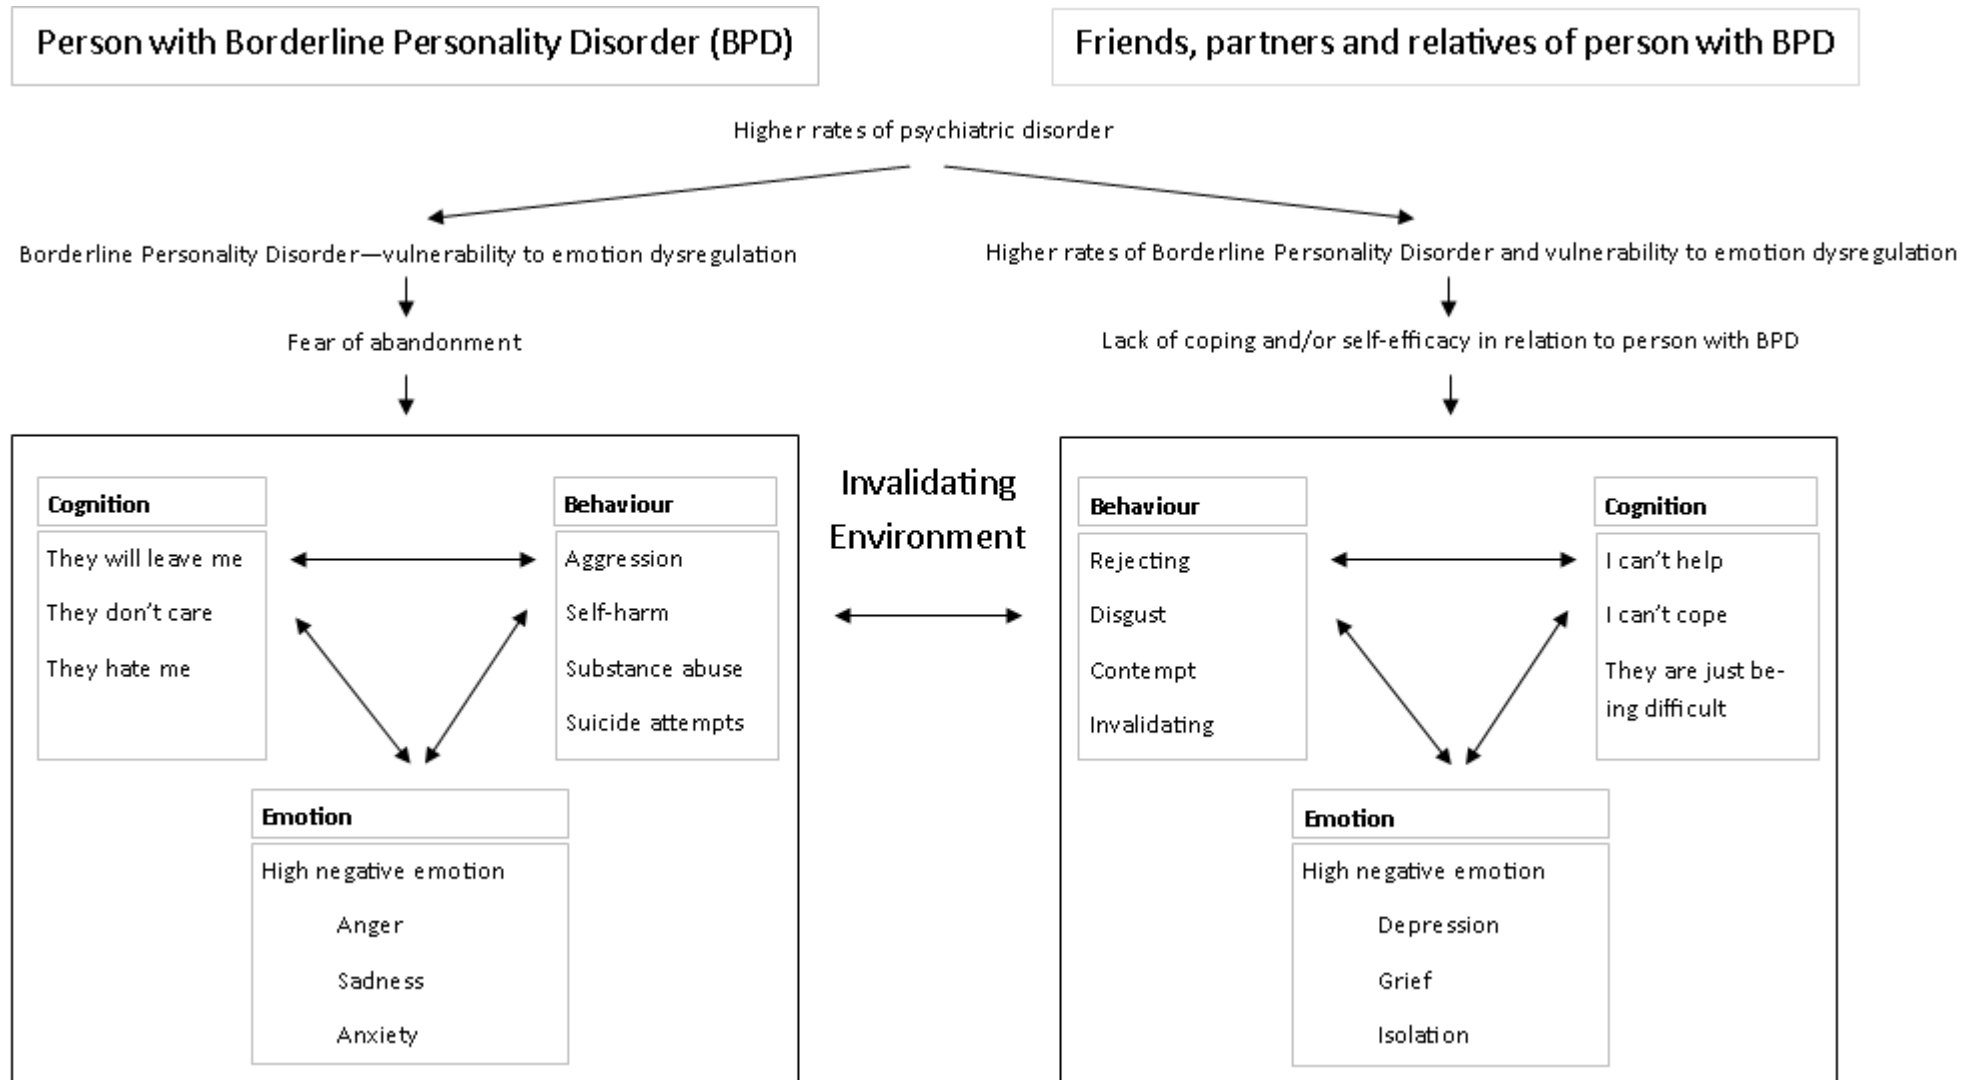 Person with Borderline Personality Disorder (BPD)
Friends, partners and relatives of person with BPD
Higher rates of psychiatric disorder
Borderline Personality Disorder—vulnerability to emotion dysregulation
Higher rates of Borderline Personality Disorder and vulnerability to emotion dysregulation
Fear of abandonment
Lack of coping and/or self-efficacy in relation to person with BPD
Cognition
They will leave me
They don't care
They hate me
Behaviour
Aggression
Self-harm
Substance abuse
Suicide attempts
Emotion
High negative emotion
Anger
Sadness
Anxiety
Invalidating
Environment
Behaviour
Rejecting
Disgust
Contempt
Invalidating
Cognition
I can't help
I can't cope
They are just be-
ing difficult
Emotion
High negative emotion
Depression
Grief
Isolation